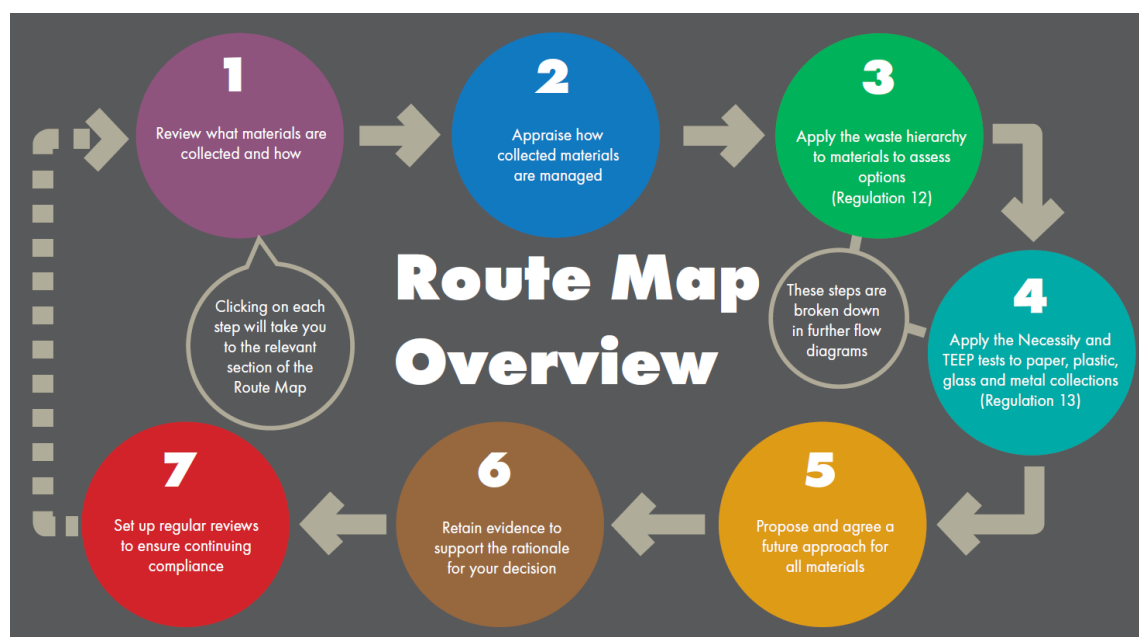 1
Review what materials are
collected and how
2
Appraise how
collected materials
are managed
3
Apply the waste hierarchy
to materials to assess
options
(Regulation 12)
Clicking on each
step will take you
to the relevant
section of the
Route Map
Route Map
Overview
These steps are
broken down
in further flow
diagrams
4
Apply the Necessity and
TEEP tests to paper, plastic,
glass and metal collections
(Regulation 13)
5
Propose and agree a
future approach for
all materials
6
Retain evidence to
support the rationale
for your decision
7
Set up regular reviews
to ensure continuing
compliance